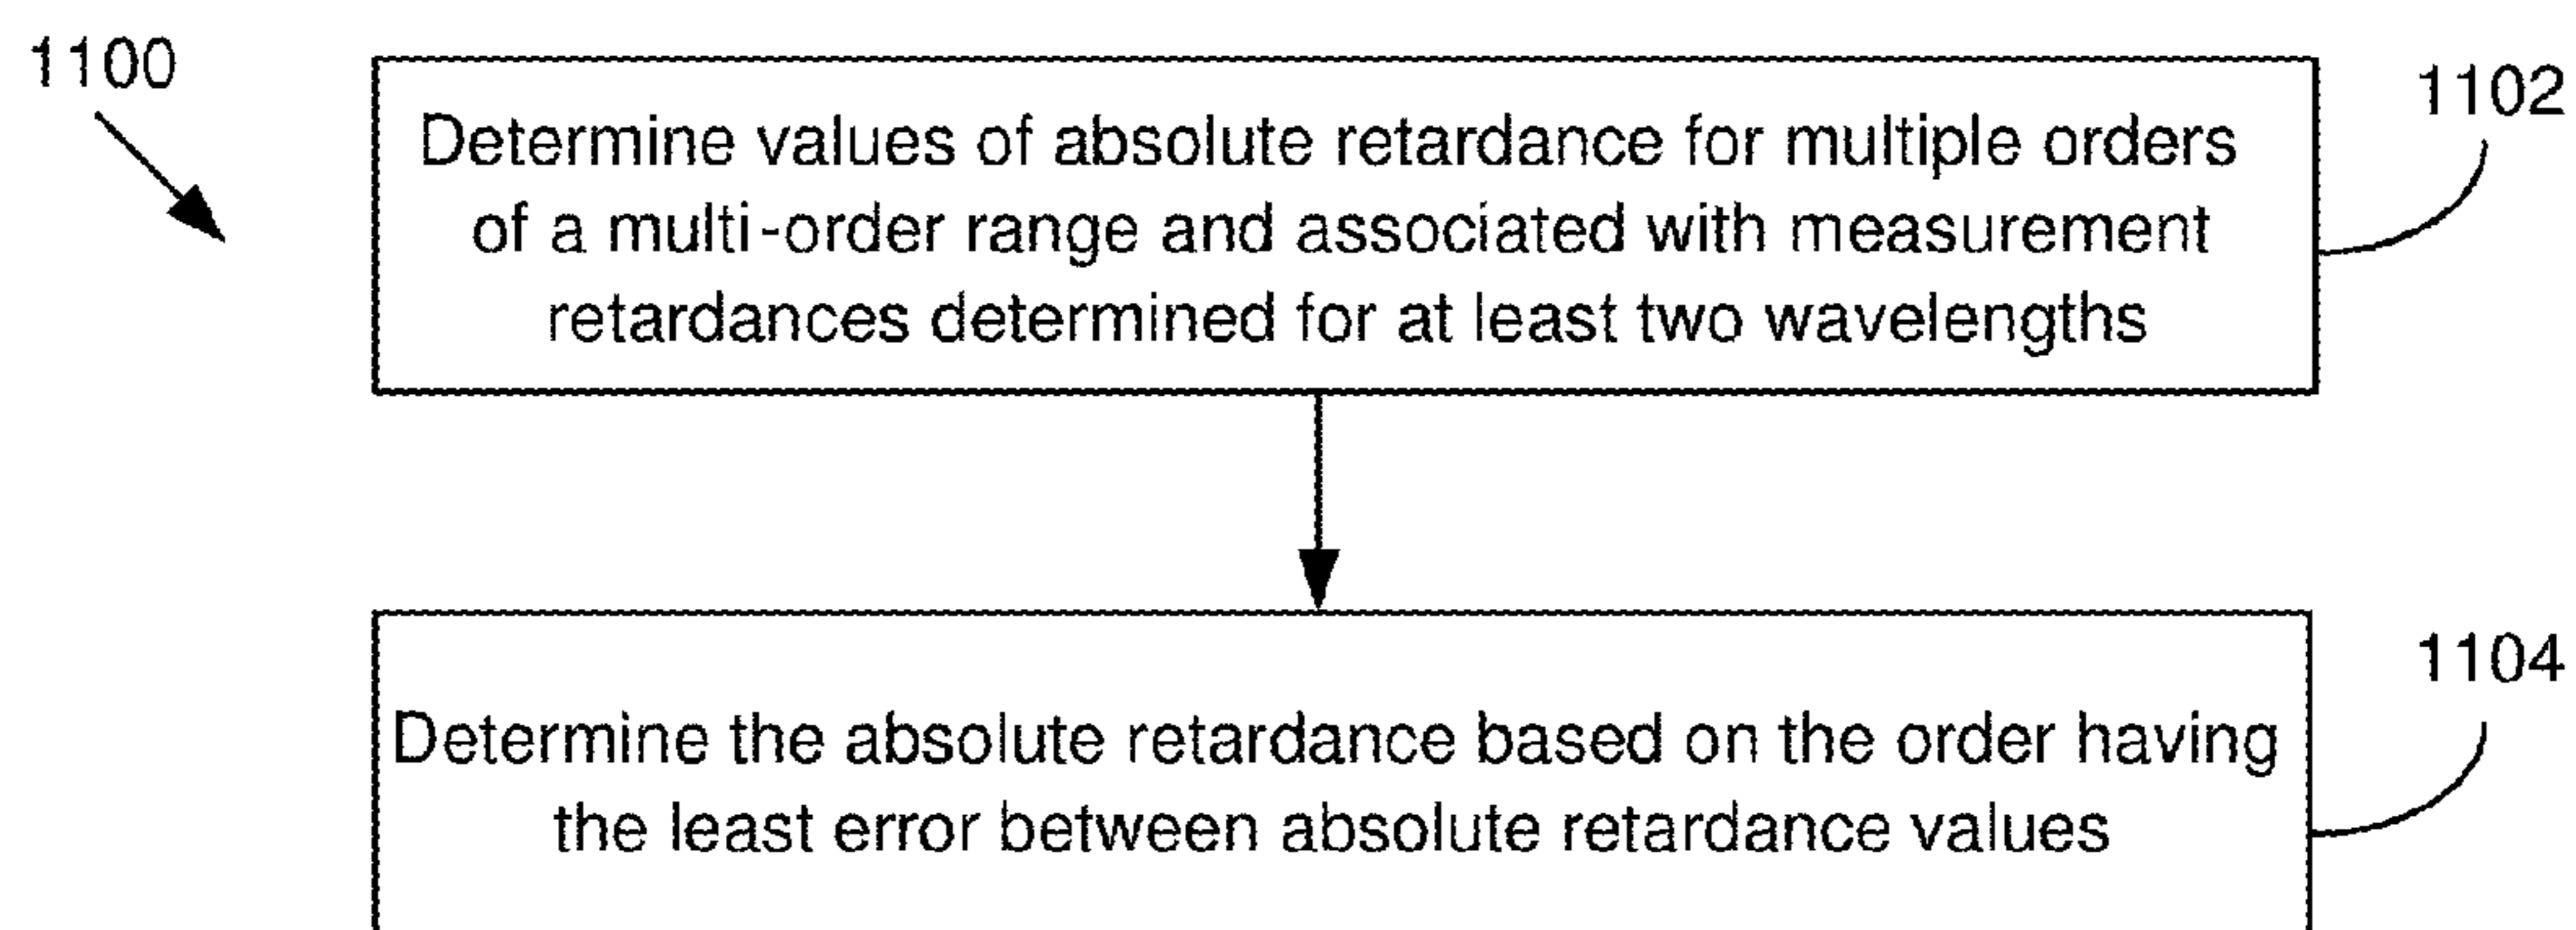 1100
Determine values of absolute retardance for multiple orders
of a multi-order range and associated with measurement
retardances determined for at least two wavelengths
1102
Determine the absolute retardance based on the order having
the least error between absolute retardance values
1104